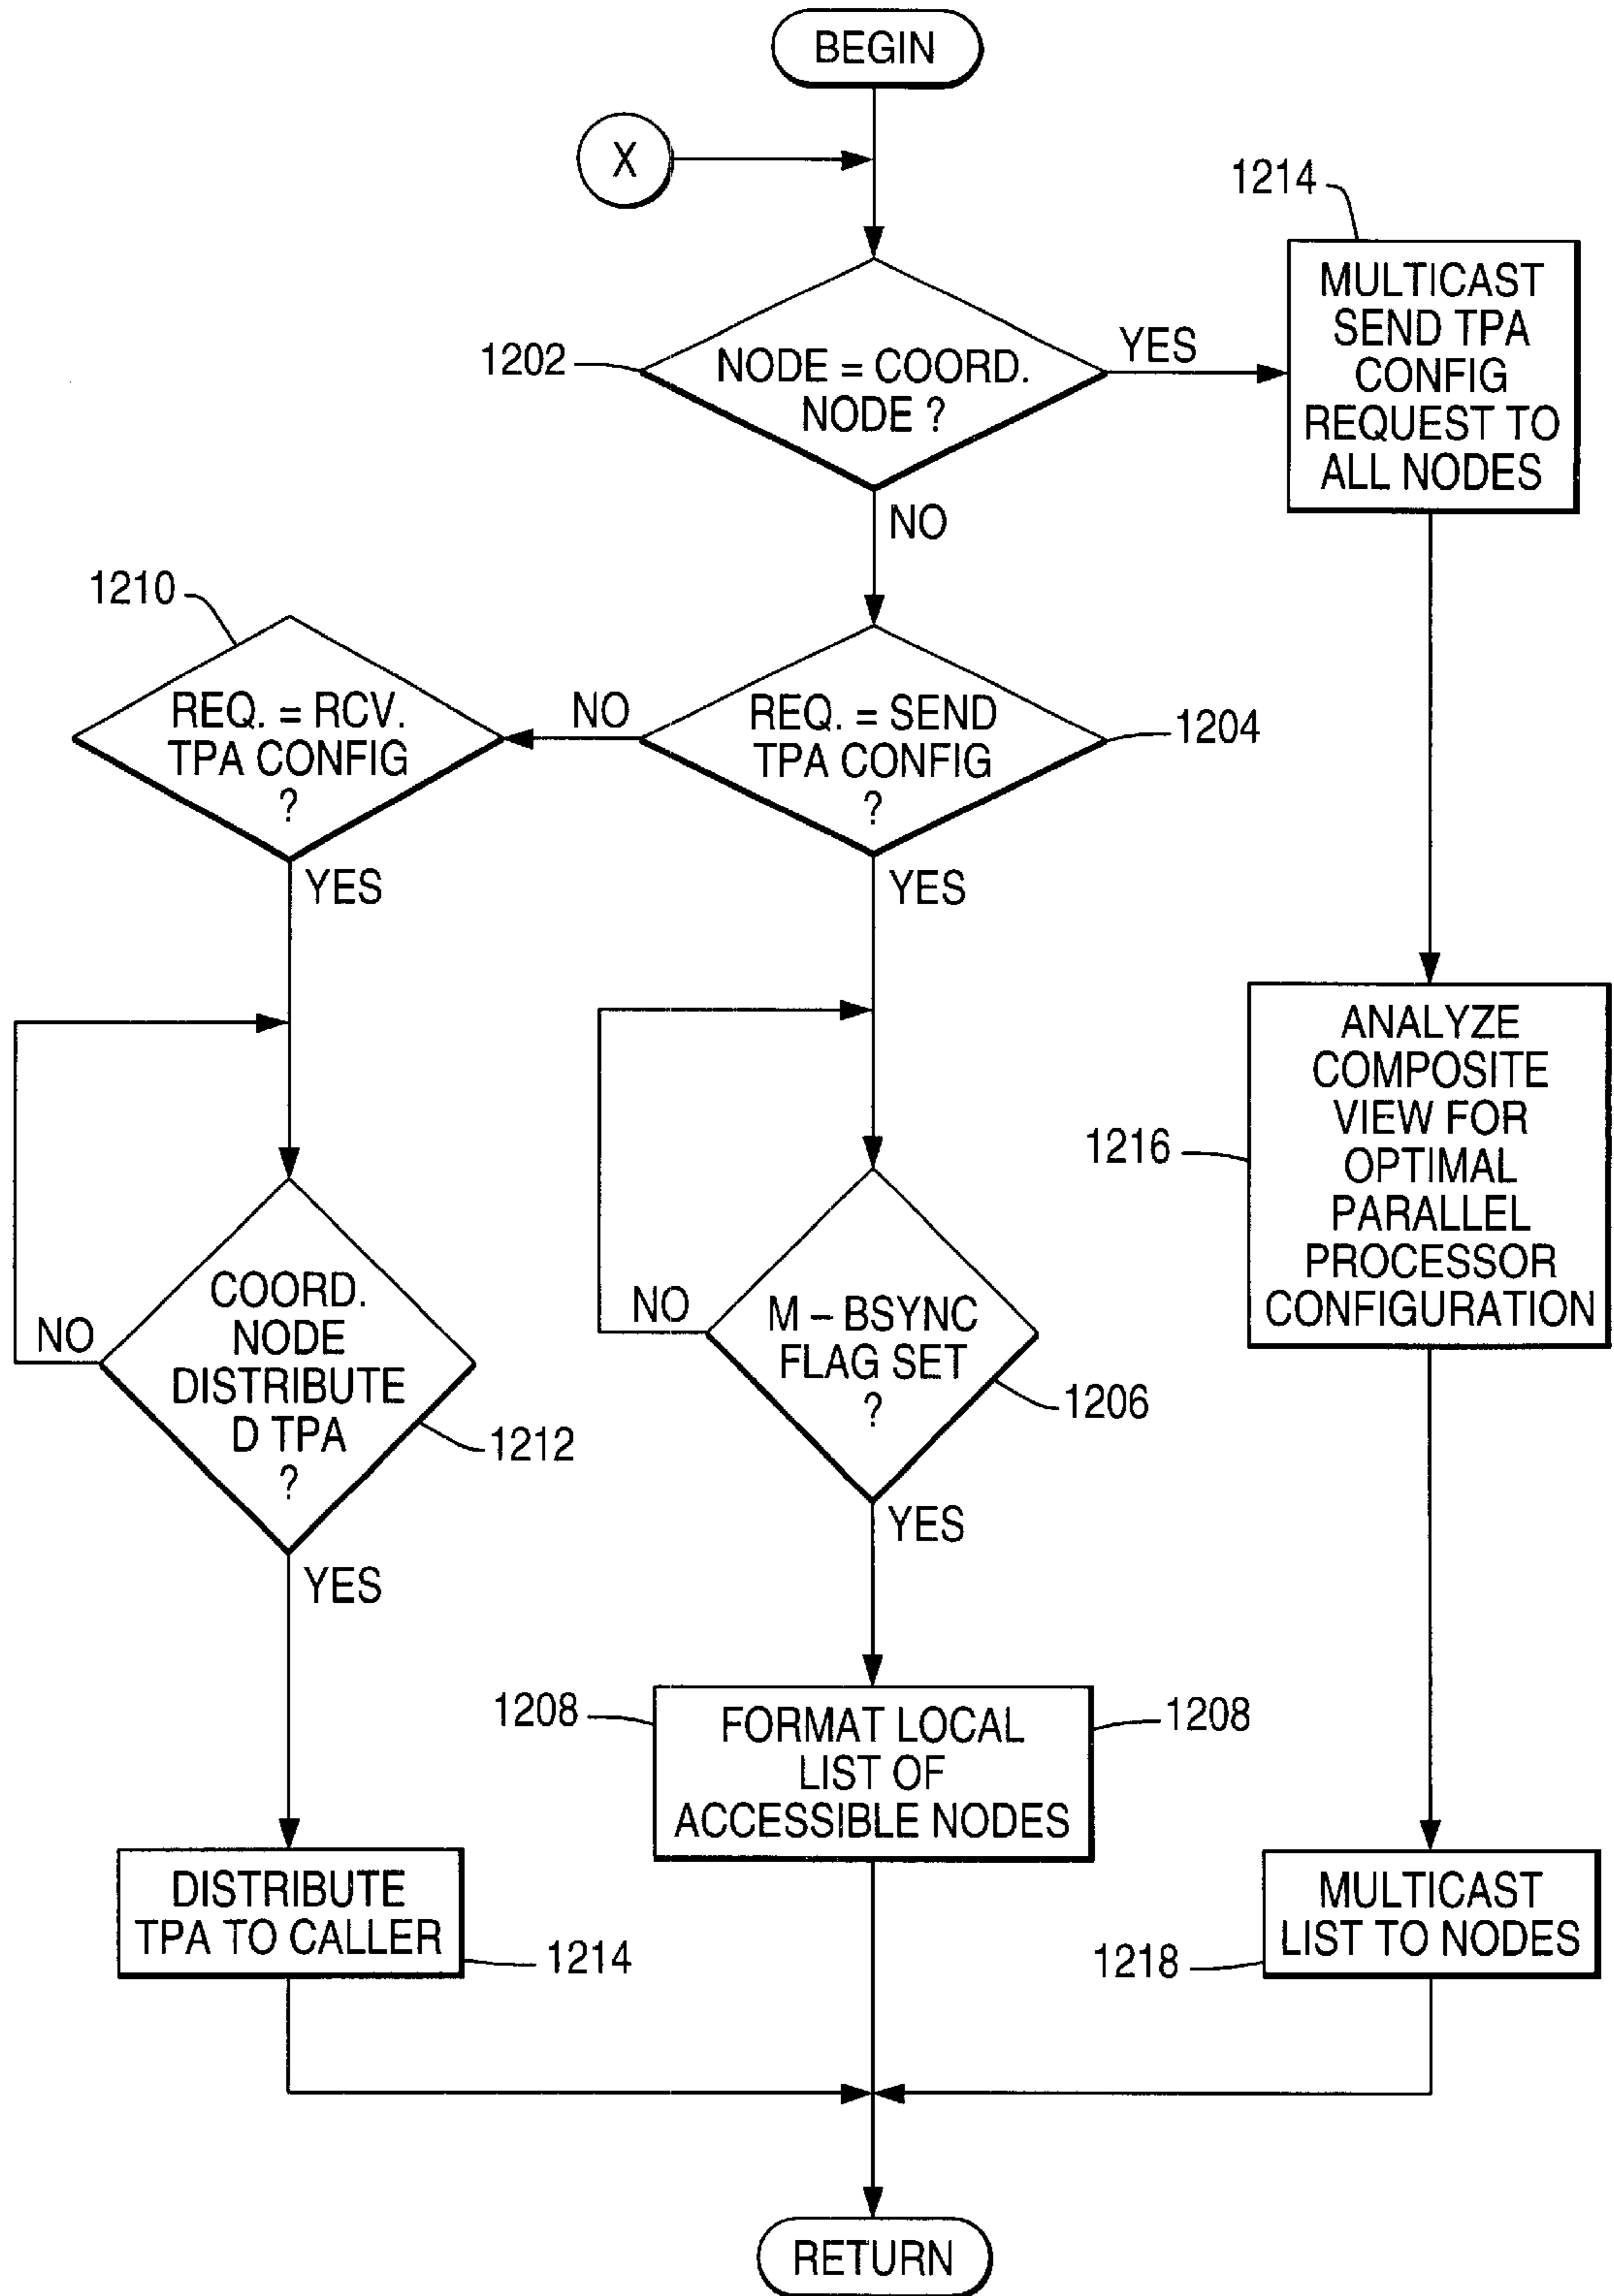 BEGIN
X
1214
MULTICAST
SEND TPA
CONFIG
REQUEST TO
ALL NODES
1202
NODE = COORD.
NODE ?
YES
NO
1210
REQ. = RCV.
TPA CONFIG
?
NO
REQ. = SEND
TPA CONFIG
?
1204
YES
YES
ANALYZE
COMPOSITE
VIEW FOR
OPTIMAL
PARALLEL
PROCESSOR
CONFIGURATION
1216
COORD.
NODE
DISTRIBUTE
D TPA
?
NO
1212
NO
M – BSYNC
FLAG SET
?
1206
YES
YES
1208
FORMAT LOCAL
LIST OF
ACCESSIBLE NODES
1208
DISTRIBUTE
TPA TO CALLER
1214
MULTICAST
LIST TO NODES
1218
RETURN